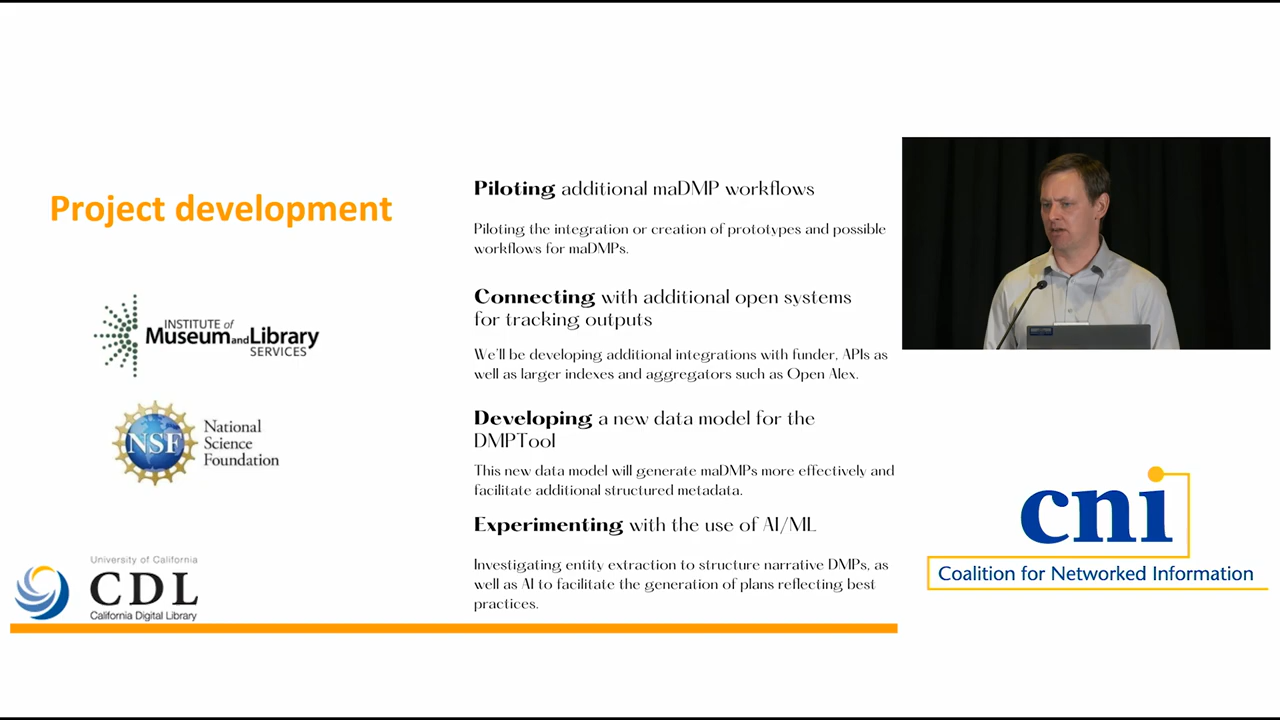 Project development
INSTITUTE of
Museum and Library
SERVICES
NSF
National
Science
Foundation
University of California
CDL
California Digital Library
Piloting additional maDMP workflows
Piloting the integration or creation of prototypes and possible
workflows for maDMPs.
Connecting with additional open systems
for tracking outputs
We'll be developing additional integrations with funder, APIs as
well as larger indexes and aggregators such as Open Alex.
Developing a new data model for the
DMPTool
This new data model will generate maDMPs more effectively and
facilitate additional structured metadata.
Experimenting with the use of AI/ML
Investigating entity extraction to structure narrative DMPs, as
well as AI to facilitate the generation of plans reflecting best
practices.
cni
Coalition for Networked Information